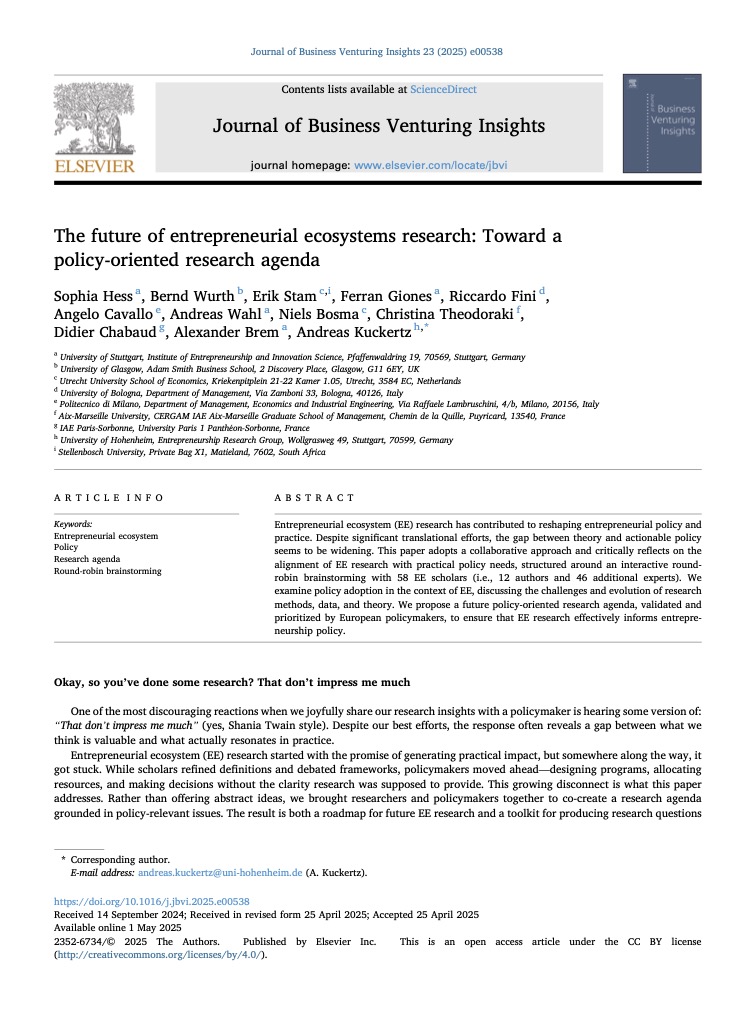 Journal of Business Venturing Insights 23 (2025) e00538
Contents lists available at ScienceDirect
Journal of Business Venturing Insights
journal homepage: www.elsevier.com/locate/jbvi
ELSEVIER
Business
Venturing
Insights
The future of entrepreneurial ecosystems research: Toward a
policy-oriented research agenda
Sophia Hess a, Bernd Wurth b, Erik Stam c,i, Ferran Giones a, Riccardo Fini d,
Angelo Cavallo e, Andreas Wahl a, Niels Bosma c, Christina Theodoraki f,
Didier Chabaud g, Alexander Brem a, Andreas Kuckertz h,*
a University of Stuttgart, Institute of Entrepreneurship and Innovation Science, Pfaffenwaldring 19, 70569, Stuttgart, Germany
b University of Glasgow, Adam Smith Business School, 2 Discovery Place, Glasgow, G11 6EY, UK
c Utrecht University School of Economics, Kriekenpitplein 21-22 Kamer 1.05, Utrecht, 3584 EC, Netherlands
d University of Bologna, Department of Management, Via Zamboni 33, Bologna, 40126, Italy
e Politecnico di Milano, Department of Management, Economics and Industrial Engineering, Via Raffaele Lambruschini, 4/b, Milano, 20156, Italy
f Aix-Marseille University, CERGAM IAE Aix-Marseille Graduate School of Management, Chemin de la Quille, Puyricard, 13540, France
g IAE Paris-Sorbonne, University Paris 1 Panthéon-Sorbonne, France
h University of Hohenheim, Entrepreneurship Research Group, Wollgrasweg 49, Stuttgart, 70599, Germany
i Stellenbosch University, Private Bag X1, Matieland, 7602, South Africa
ARTICLE INFO
Keywords:
Entrepreneurial ecosystem
Policy
Research agenda
Round-robin brainstorming
ABSTRACT
Entrepreneurial ecosystem (EE) research has contributed to reshaping entrepreneurial policy and
practice. Despite significant translational efforts, the gap between theory and actionable policy
seems to be widening. This paper adopts a collaborative approach and critically reflects on the
alignment of EE research with practical policy needs, structured around an interactive round-
robin brainstorming with 58 EE scholars (i.e., 12 authors and 46 additional experts). We
examine policy adoption in the context of EE, discussing the challenges and evolution of research
methods, data, and theory. We propose a future policy-oriented research agenda, validated and
prioritized by European policymakers, to ensure that EE research effectively informs entrepre-
neurship policy.
Okay, so you've done some research? That don't impress me much
One of the most discouraging reactions when we joyfully share our research insights with a policymaker is hearing some version of:
"That don't impress me much" (yes, Shania Twain style). Despite our best efforts, the response often reveals a gap between what we
think is valuable and what actually resonates in practice.
Entrepreneurial ecosystem (EE) research started with the promise of generating practical impact, but somewhere along the way, it
got stuck. While scholars refined definitions and debated frameworks, policymakers moved ahead—designing programs, allocating
resources, and making decisions without the clarity research was supposed to provide. This growing disconnect is what this paper
addresses. Rather than offering abstract ideas, we brought researchers and policymakers together to co-create a research agenda
grounded in policy-relevant issues. The result is both a roadmap for future EE research and a toolkit for producing research questions
* Corresponding author.
E-mail address: andreas.kuckertz@uni-hohenheim.de (A. Kuckertz).
https://doi.org/10.1016/j.jbvi.2025.e00538
Received 14 September 2024; Received in revised form 25 April 2025; Accepted 25 April 2025
Available online 1 May 2025
2352-6734/© 2025 The Authors. Published by Elsevier Inc. This is an open access article under the CC BY license
(http://creativecommons.org/licenses/by/4.0/).